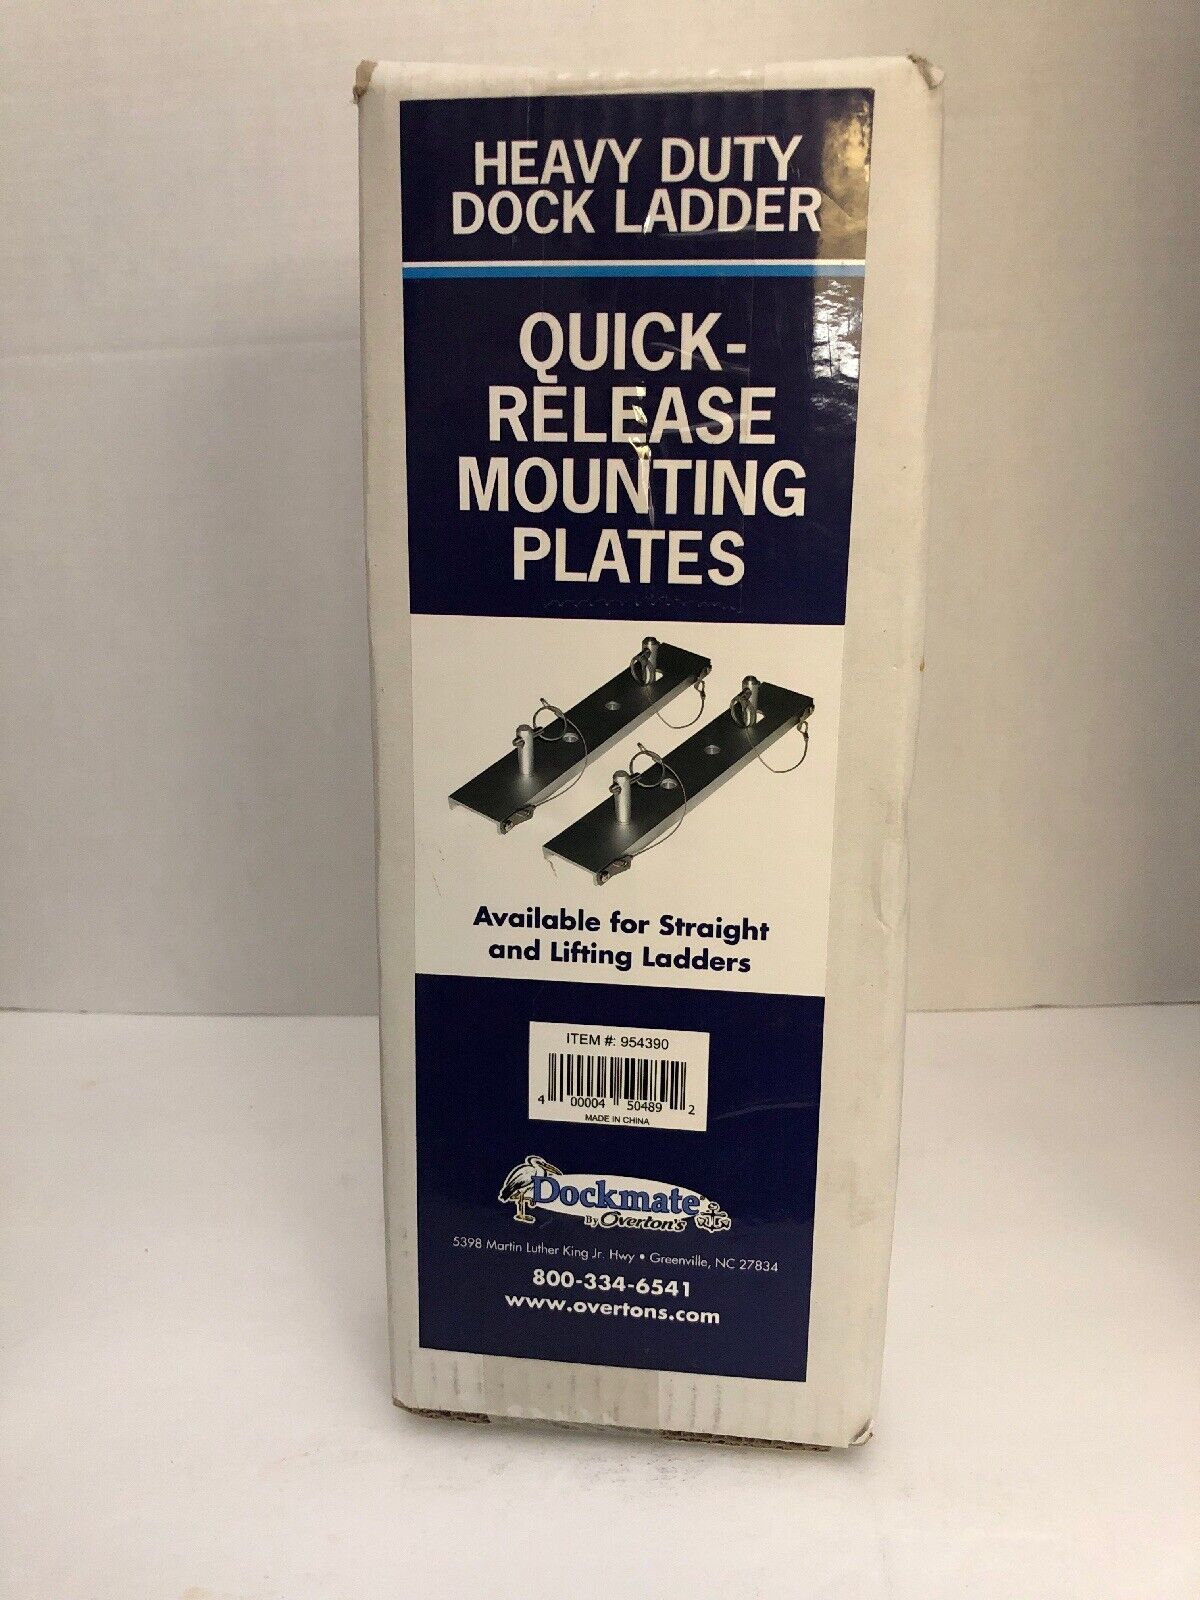 HEAVY DUTY
DOCK LADDER
QUICK-
RELEASE
MOUNTING
PLATES
Available for Straight
and Lifting Ladders
ITEM #: 954390
4 00004 50489 2
MADE IN CHINA
Dockmate
By Overton's
5398 Martin Luther King Jr. Hwy • Greenville, NC 27834
800-334-6541
www.overtons.com